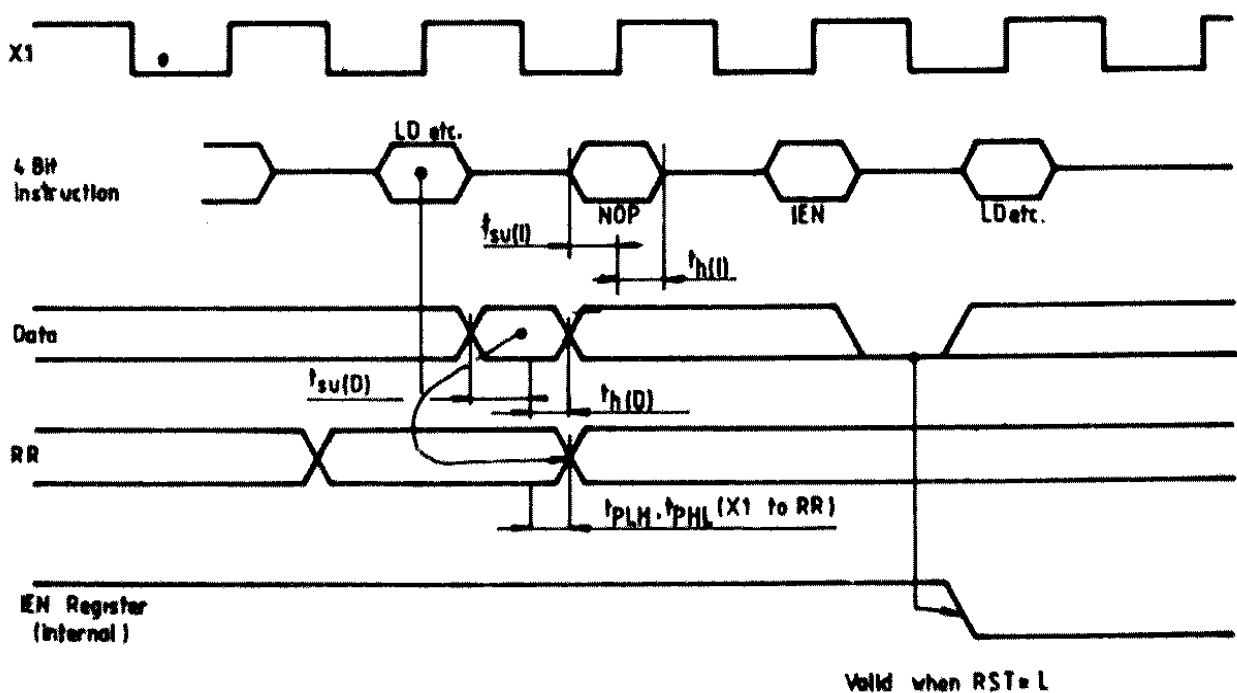 X1
LD etc.
4 Bit
Instruction
NOP
IEN
LD etc.
tsu(I)
th(I)
Data
tsu(D)
th(D)
RR
tPLH, tPHL (X1 to RR)
IEN Register
(internal)
Valid when RST = L